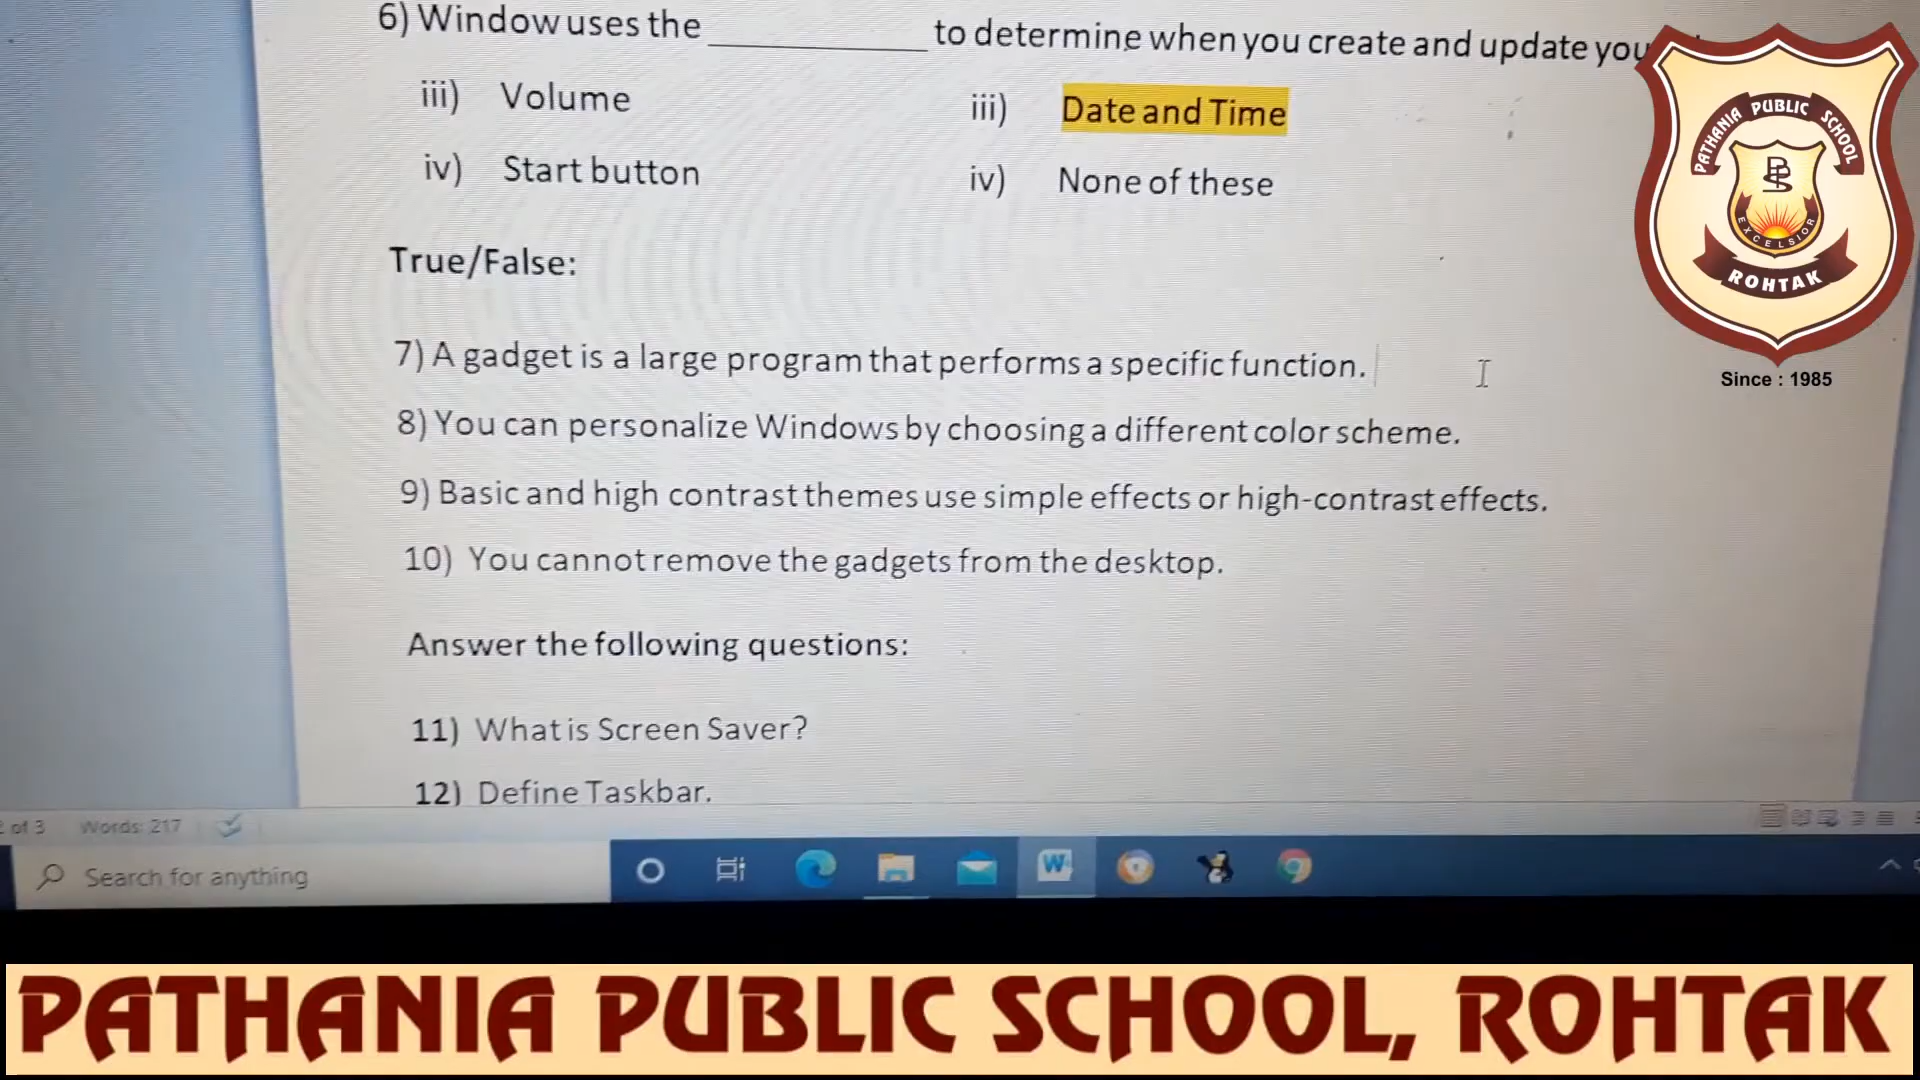 6) Window uses the __________ to determine when you create and update you
iii) Volume iii) Date and Time
iv) Start button iv) None of these
True/False:
7) A gadget is a large program that performs a specific function.
8) You can personalize Windows by choosing a different color scheme.
9) Basic and high contrast themes use simple effects or high-contrast effects.
10) You cannot remove the gadgets from the desktop.
Answer the following questions:
11) What is Screen Saver?
12) Define Taskbar.
of 3 Words: 217
Search for anything
PATHANIA PUBLIC SCHOOL
EXCELSIOR
ROHTAK
Since : 1985
PATHANIA PUBLIC SCHOOL, ROHTAK